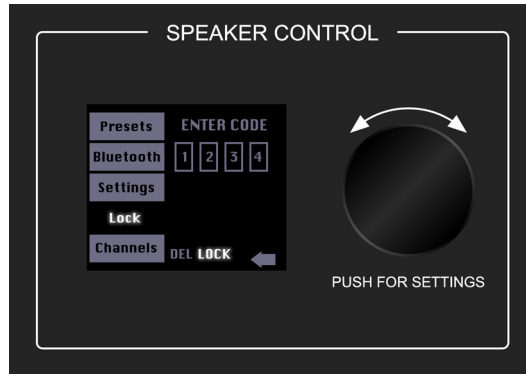 SPEAKER CONTROL
Presets
Bluetooth
Settings
Lock
Channels
ENTER CODE
1 2 3 4
DEL LOCK
PUSH FOR SETTINGS